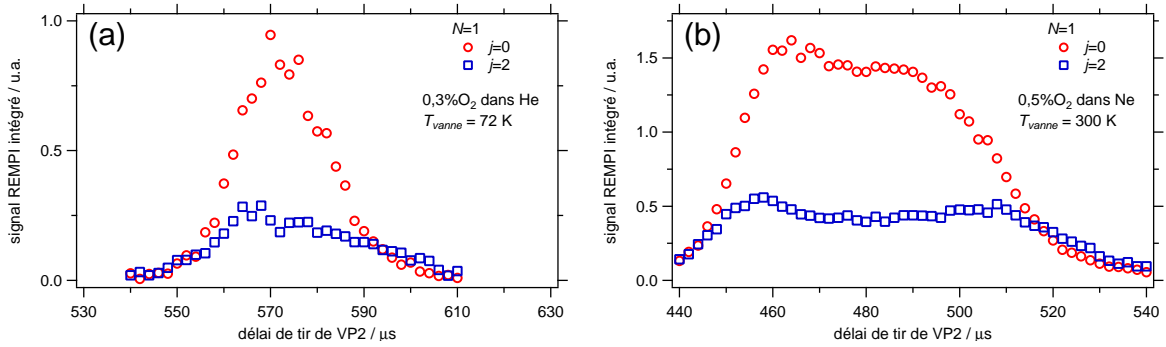 (a)
N=1
j=0
j=2
0,3%O2 dans He
Tvanne = 72 K
signal REMPI intégré / u.a.
1.0
0.5
0.0
530
550
570
590
610
630
délai de tir de VP2 / µs
(b)
N=1
j=0
j=2
0,5%O2 dans Ne
Tvanne = 300 K
signal REMPI intégré / u.a.
1.5
1.0
0.5
0.0
440
460
480
500
520
540
délai de tir de VP2 / µs